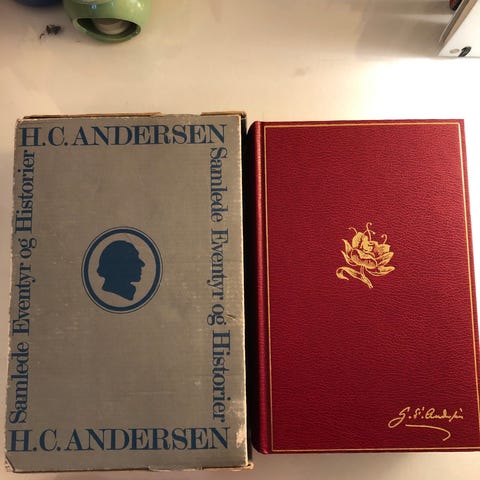 H.C. ANDERSEN
Samlede Eventyr og Historier
Samlede Eventyr og Historier
H.C. ANDERSEN